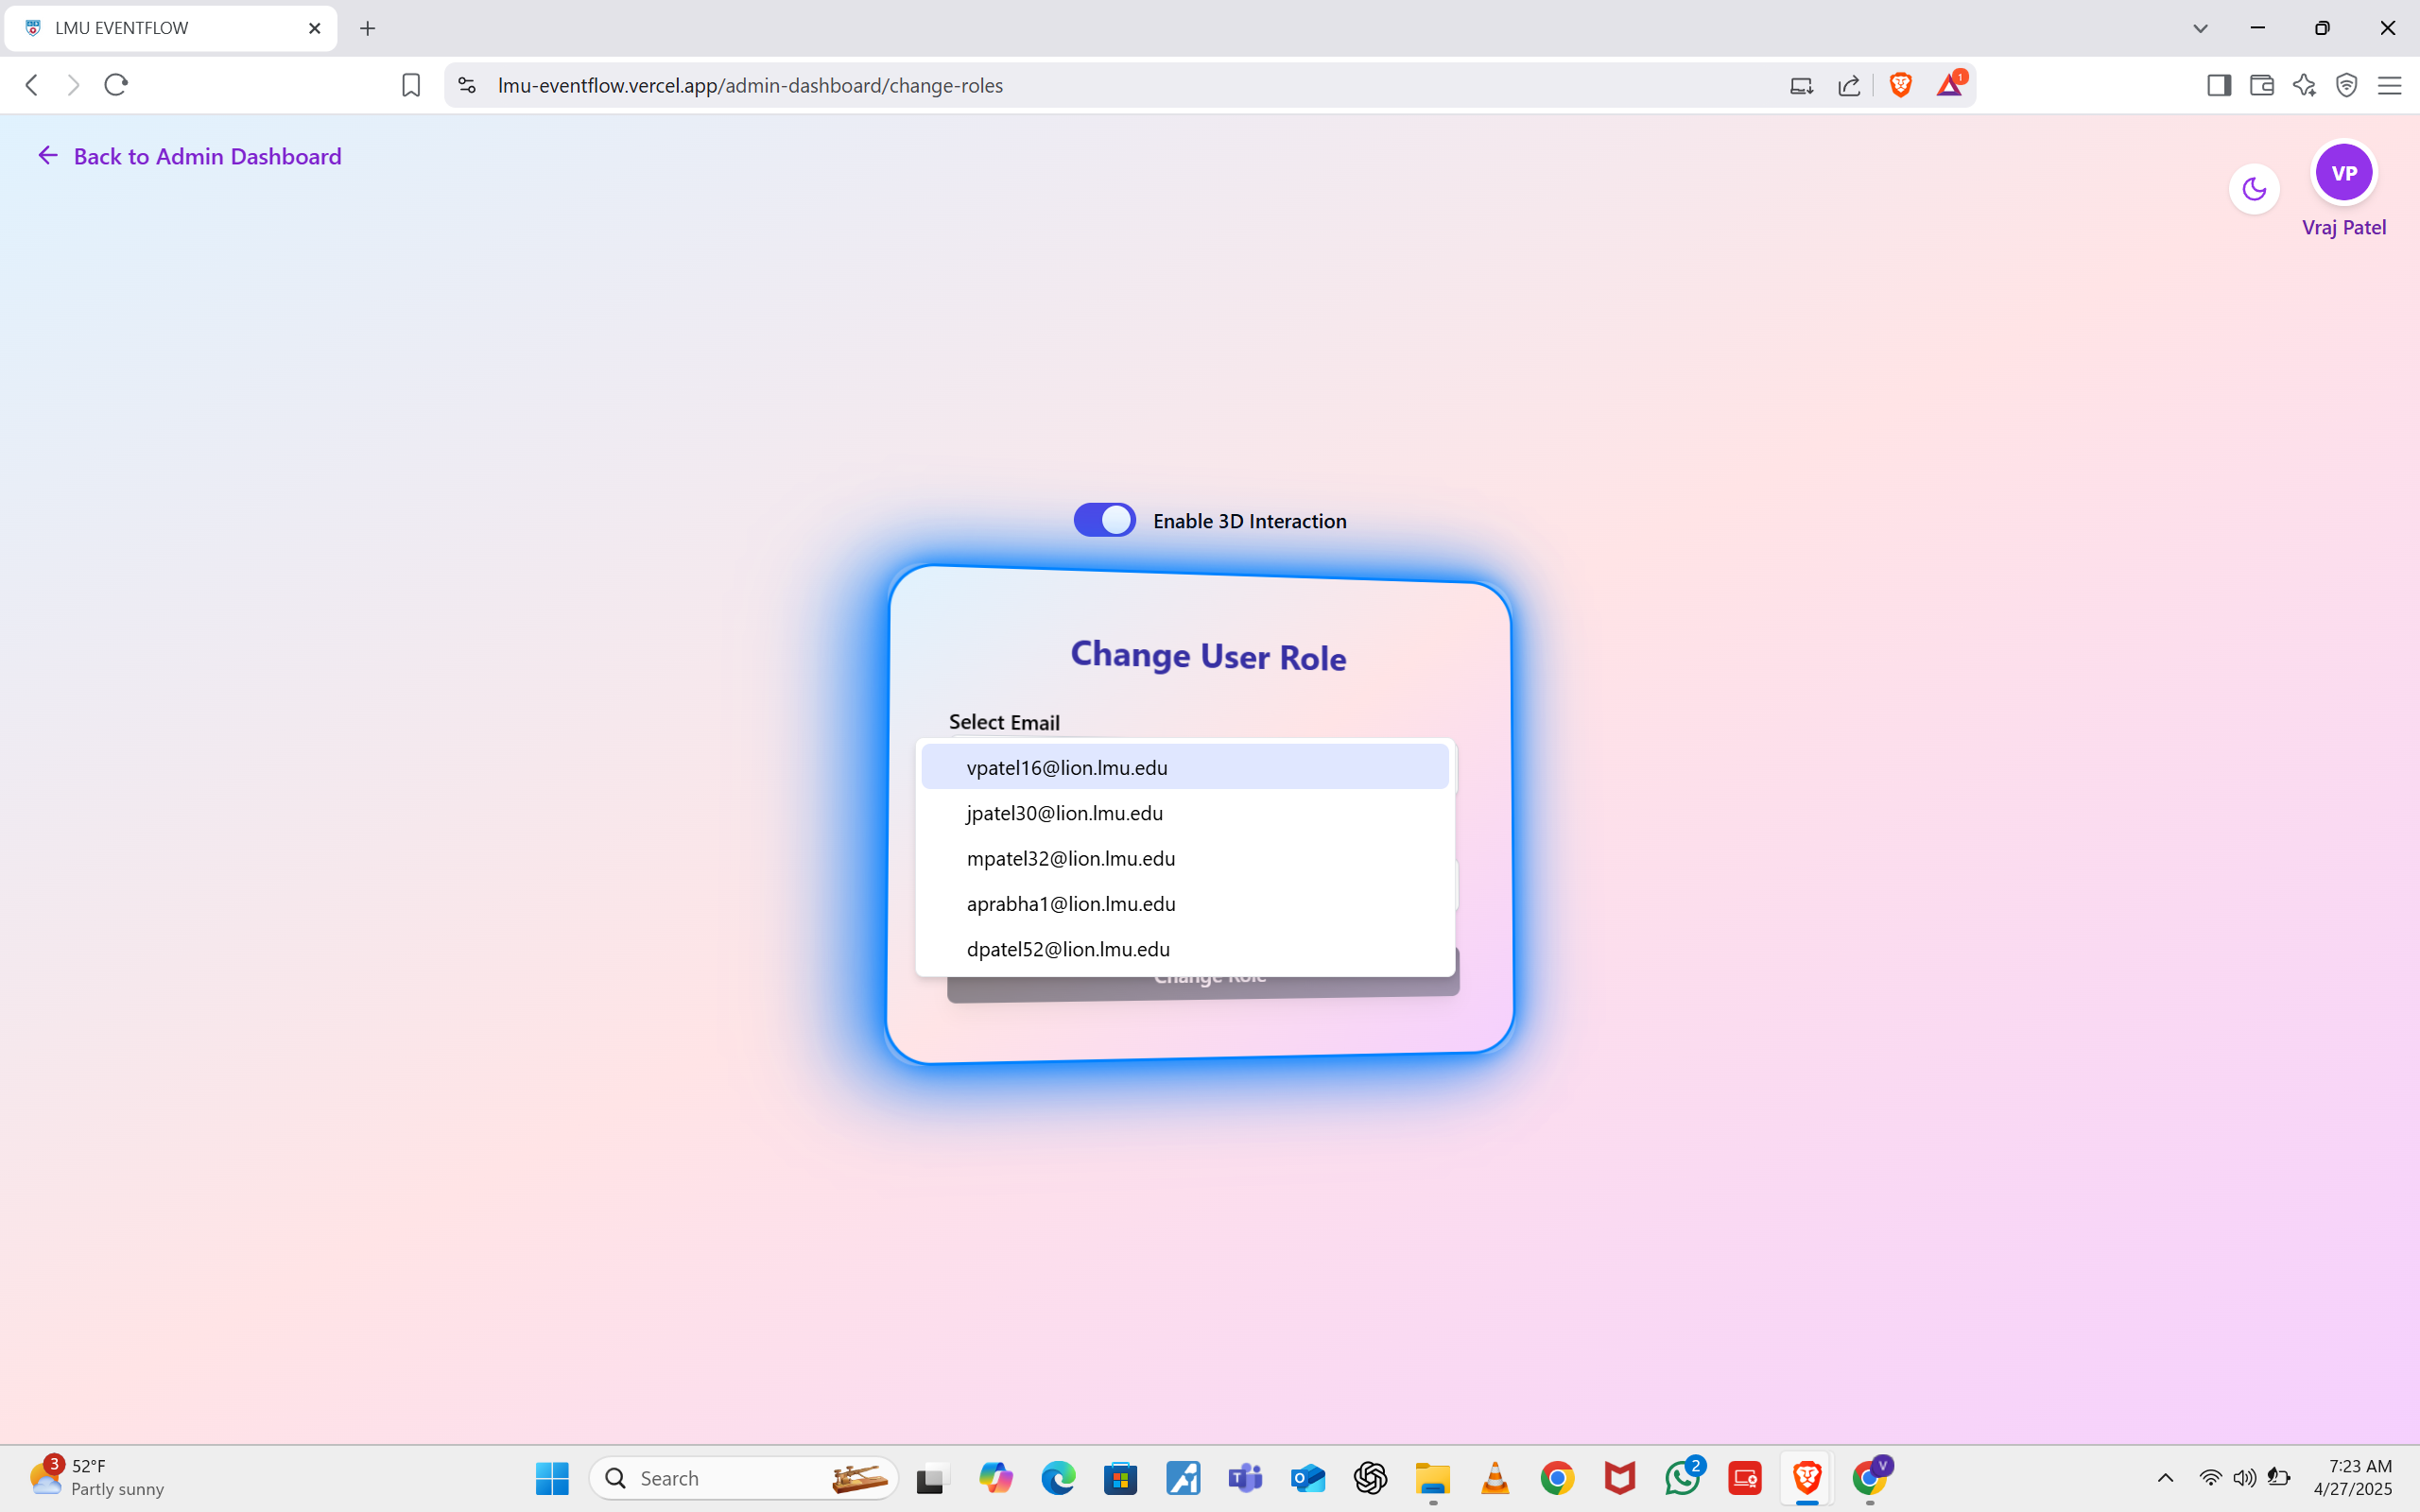 LMU EVENTFLOW
lmu-eventflow.vercel.app/admin-dashboard/change-roles
1
Back to Admin Dashboard
VP
Vraj Patel
Enable 3D Interaction
Change User Role
Select Email
vpatel16@lion.lmu.edu
jpatel30@lion.lmu.edu
mpatel32@lion.lmu.edu
aprabha1@lion.lmu.edu
dpatel52@lion.lmu.edu
Change Role
3
52°F
Partly sunny
Search
2
V
7:23 AM
4/27/2025